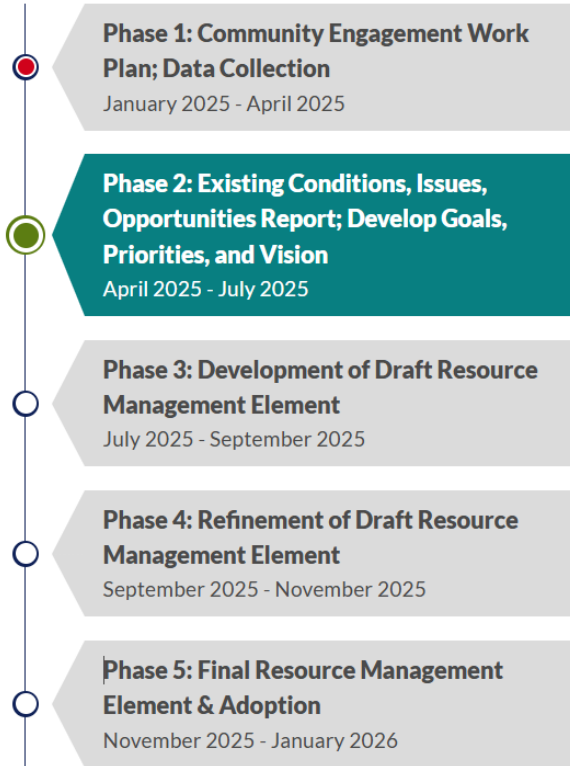 Phase 1: Community Engagement Work
Plan; Data Collection
January 2025 - April 2025
Phase 2: Existing Conditions, Issues,
Opportunities Report; Develop Goals,
Priorities, and Vision
April 2025 - July 2025
Phase 3: Development of Draft Resource
Management Element
July 2025 - September 2025
Phase 4: Refinement of Draft Resource
Management Element
September 2025 - November 2025
Phase 5: Final Resource Management
Element & Adoption
November 2025 - January 2026